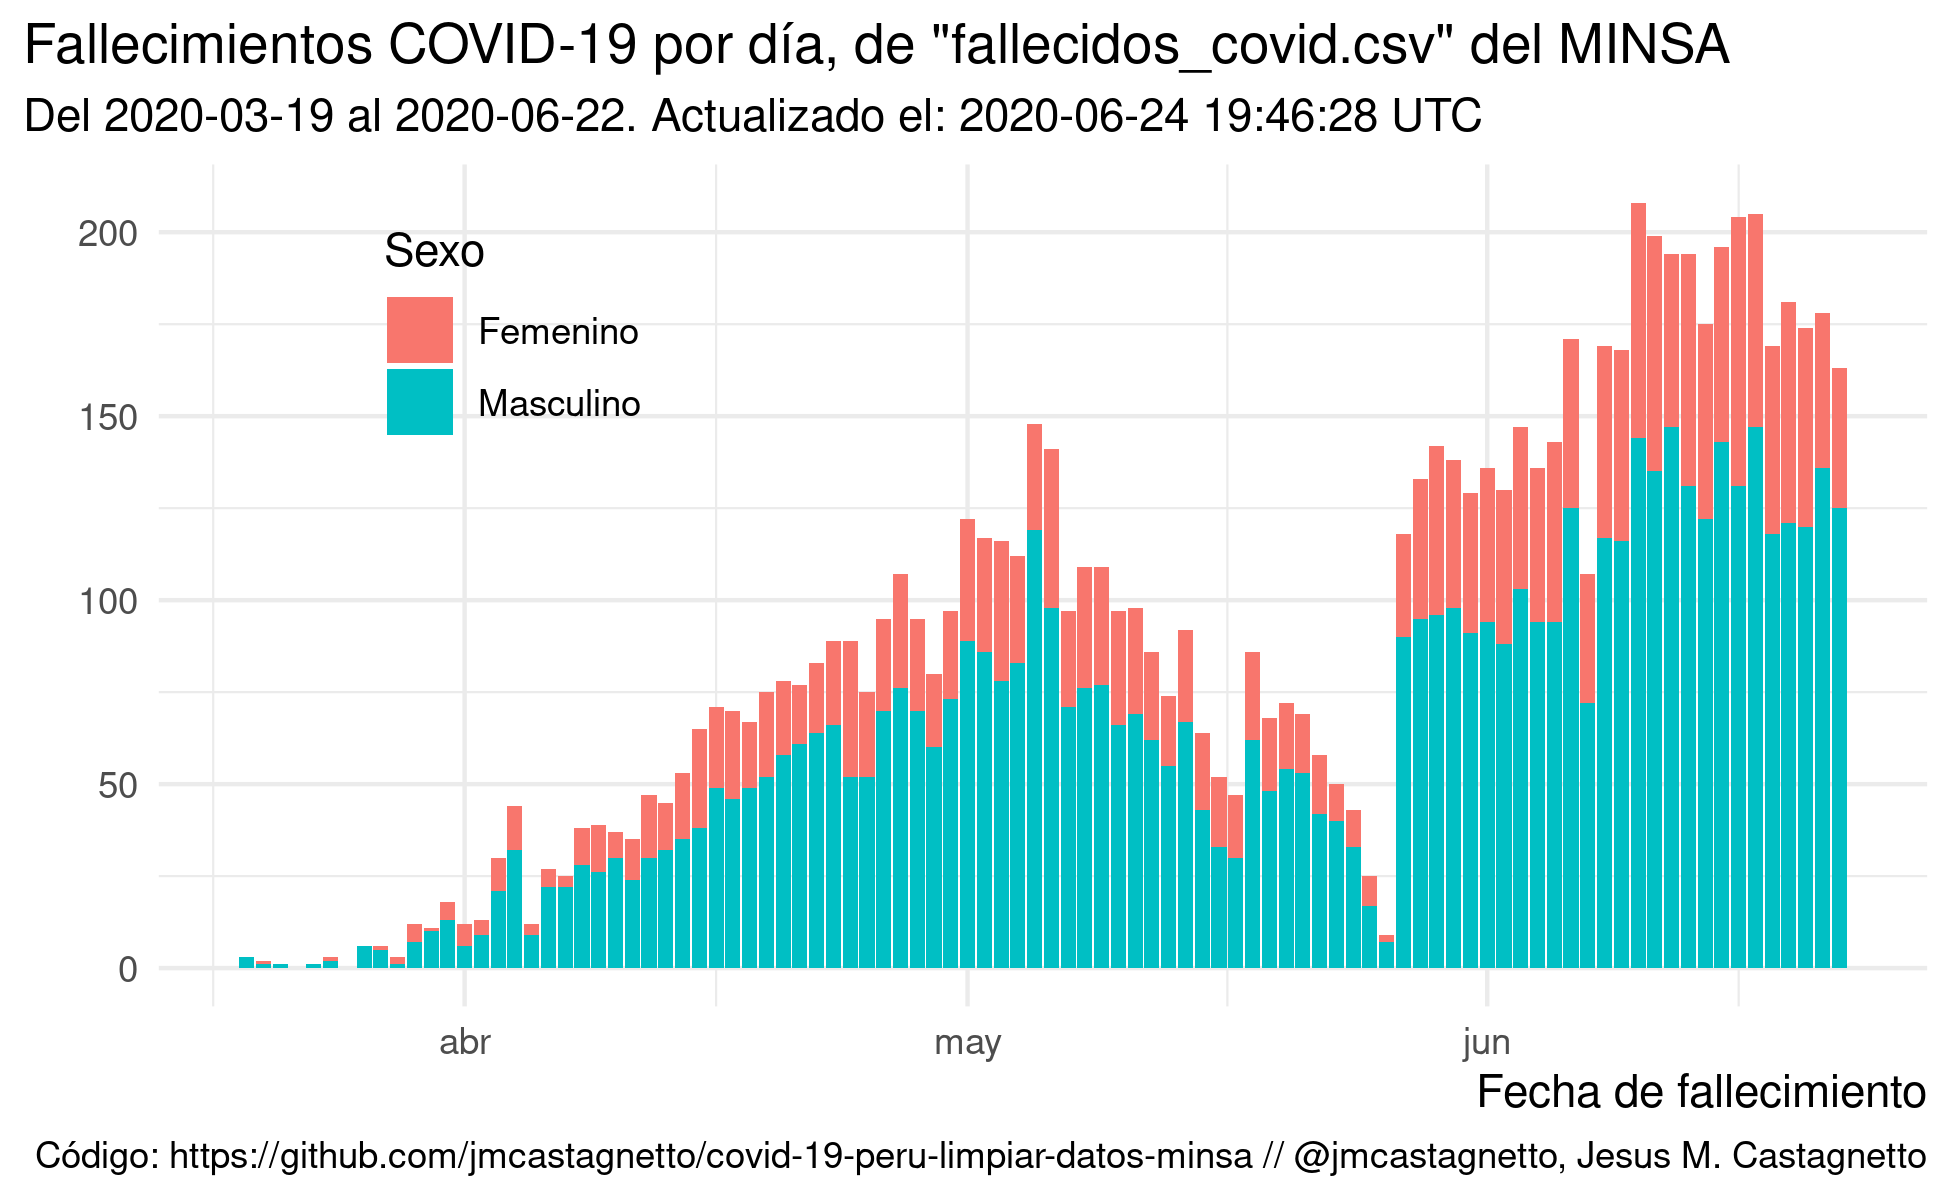 Fallecimientos COVID-19 por día, de "fallecidos_covid.csv" del MINSA
Del 2020-03-19 al 2020-06-22. Actualizado el: 2020-06-24 19:46:28 UTC
200
150
100
50
0
Sexo
Femenino
Masculino
abr
may
jun
Fecha de fallecimiento
Código: https://github.com/jmcastagnetto/covid-19-peru-limpiar-datos-minsa // @jmcastagnetto, Jesus M. Castagnetto